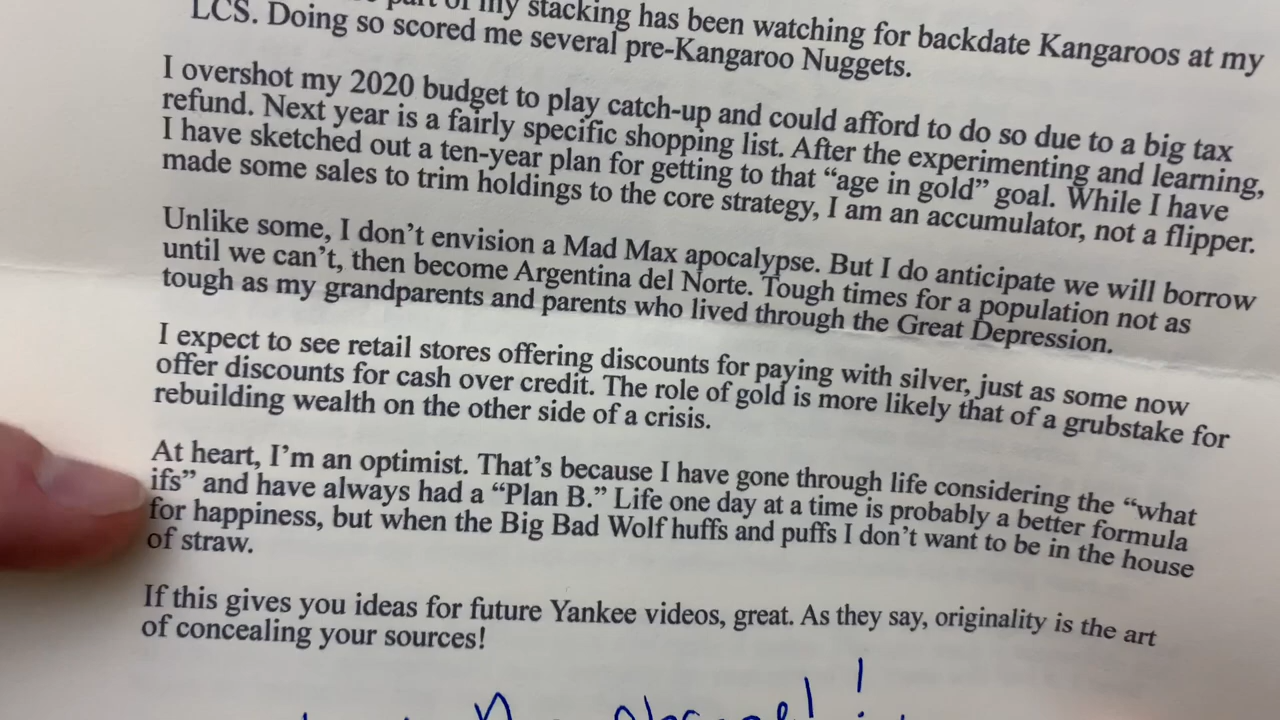 part of my stacking has been watching for backdate Kangaroos at my
LCS. Doing so scored me several pre-Kangaroo Nuggets.
I overshot my 2020 budget to play catch-up and could afford to do so due to a big tax
refund. Next year is a fairly specific shopping list. After the experimenting and learning,
I have sketched out a ten-year plan for getting to that “age in gold” goal. While I have
made some sales to trim holdings to the core strategy, I am an accumulator, not a flipper.
Unlike some, I don’t envision a Mad Max apocalypse. But I do anticipate we will borrow
until we can’t, then become Argentina del Norte. Tough times for a population not as
tough as my grandparents and parents who lived through the Great Depression.
I expect to see retail stores offering discounts for paying with silver, just as some now
offer discounts for cash over credit. The role of gold is more likely that of a grubstake for
rebuilding wealth on the other side of a crisis.
At heart, I’m an optimist. That’s because I have gone through life considering the “what
ifs” and have always had a “Plan B.” Life one day at a time is probably a better formula
for happiness, but when the Big Bad Wolf huffs and puffs I don’t want to be in the house
of straw.
If this gives you ideas for future Yankee videos, great. As they say, originality is the art
of concealing your sources!